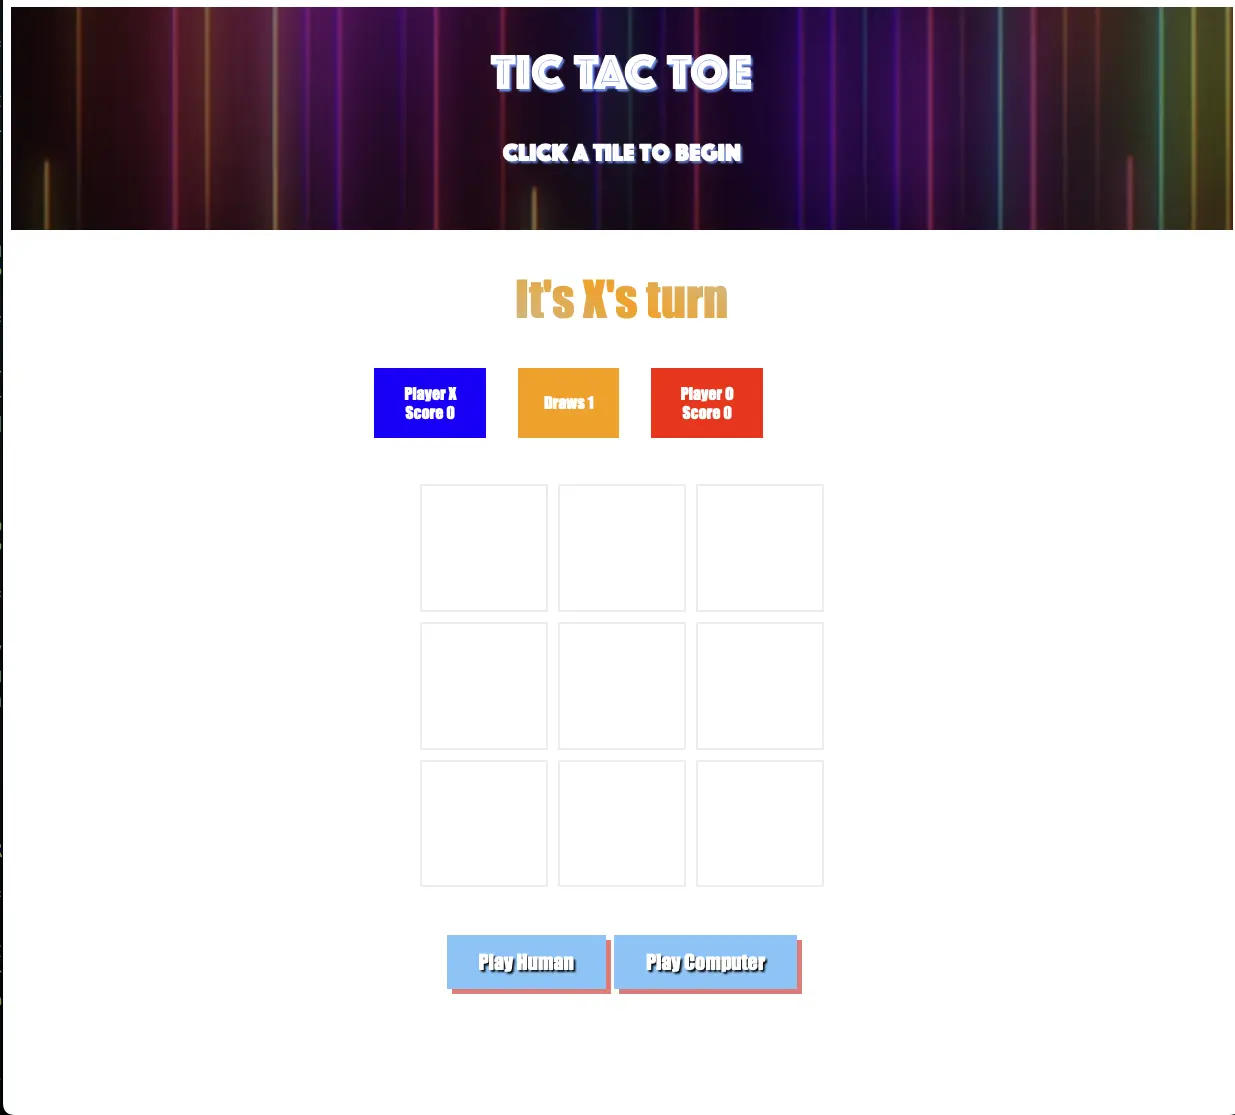 TIC TAC TOE
CLICK A TILE TO BEGIN
It's X's turn
Player X
Score 0
Draws 1
Player O
Score 0
Play Human
Play Computer